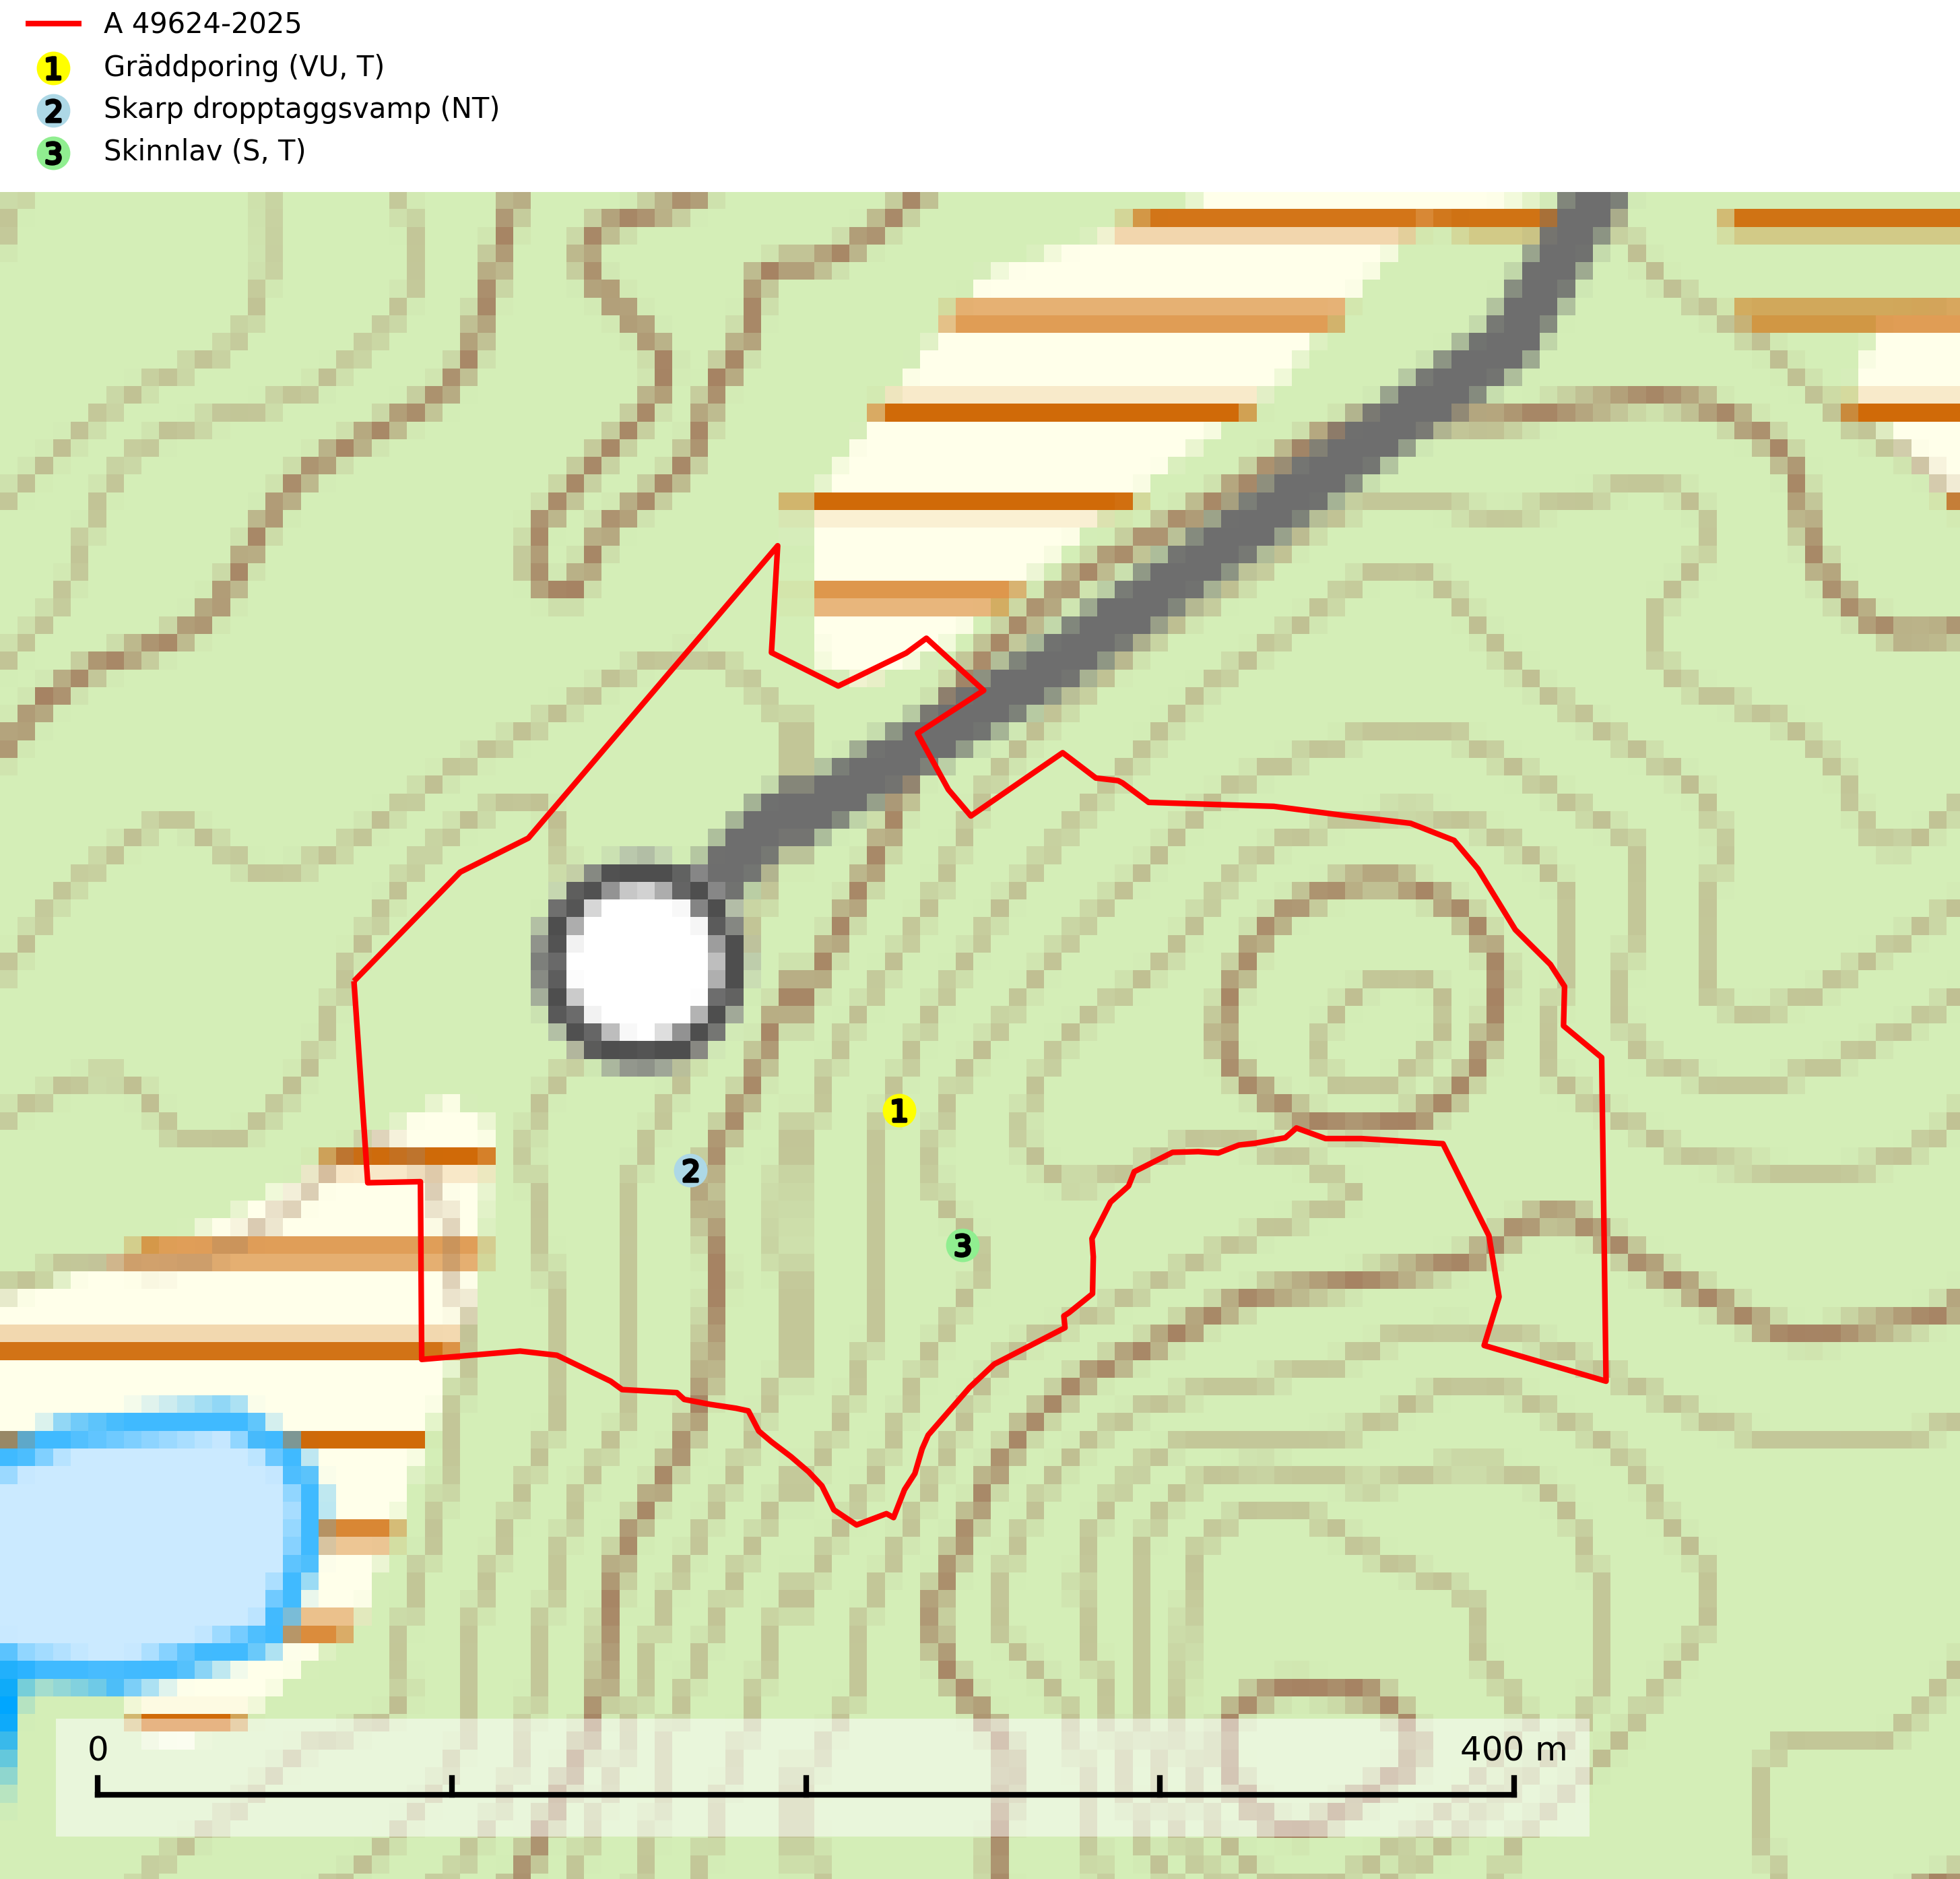 A 49624-2025
1 Gräddporing (VU, T)
2 Skarp dropptaggsvamp (NT)
3 Skinnlav (S, T)
1
2
3
0 400 m